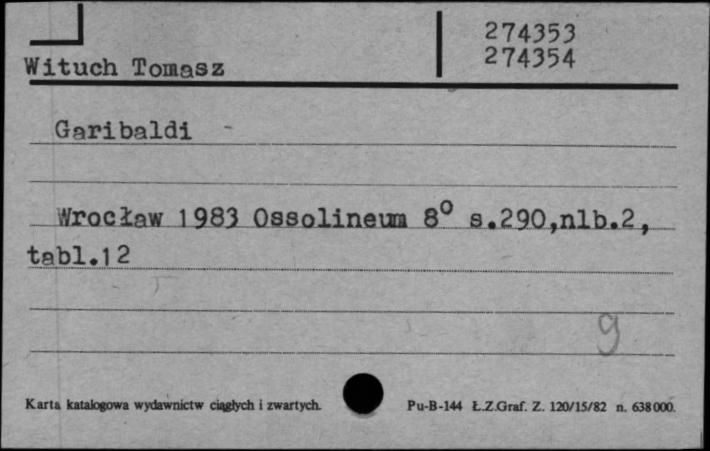 274353
274354
Wituch Tomasz
Garibaldi -
Wrocław 1983 Ossolineum 8° s.290,nlb.2,
tabl.12
9
Karta katalogowa wydawnictw ciągłych i zwartych.
Pu-B-144 Ł.Z.Graf. Z. 120/15/82 n. 638000.